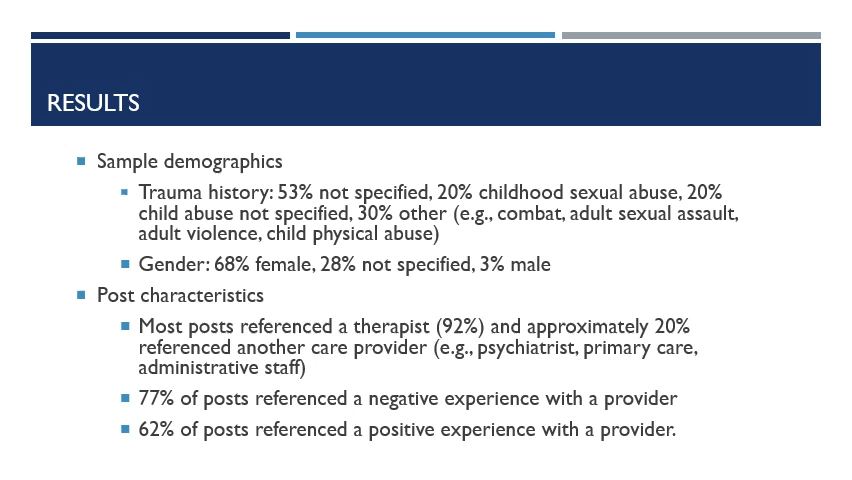 RESULTS
Sample demographics
Trauma history: 53% not specified, 20% childhood sexual abuse, 20%
child abuse not specified, 30% other (e.g., combat, adult sexual assault,
adult violence, child physical abuse)
Gender: 68% female, 28% not specified, 3% male
Post characteristics
Most posts referenced a therapist (92%) and approximately 20%
referenced another care provider (e.g., psychiatrist, primary care,
administrative staff)
77% of posts referenced a negative experience with a provider
62% of posts referenced a positive experience with a provider.